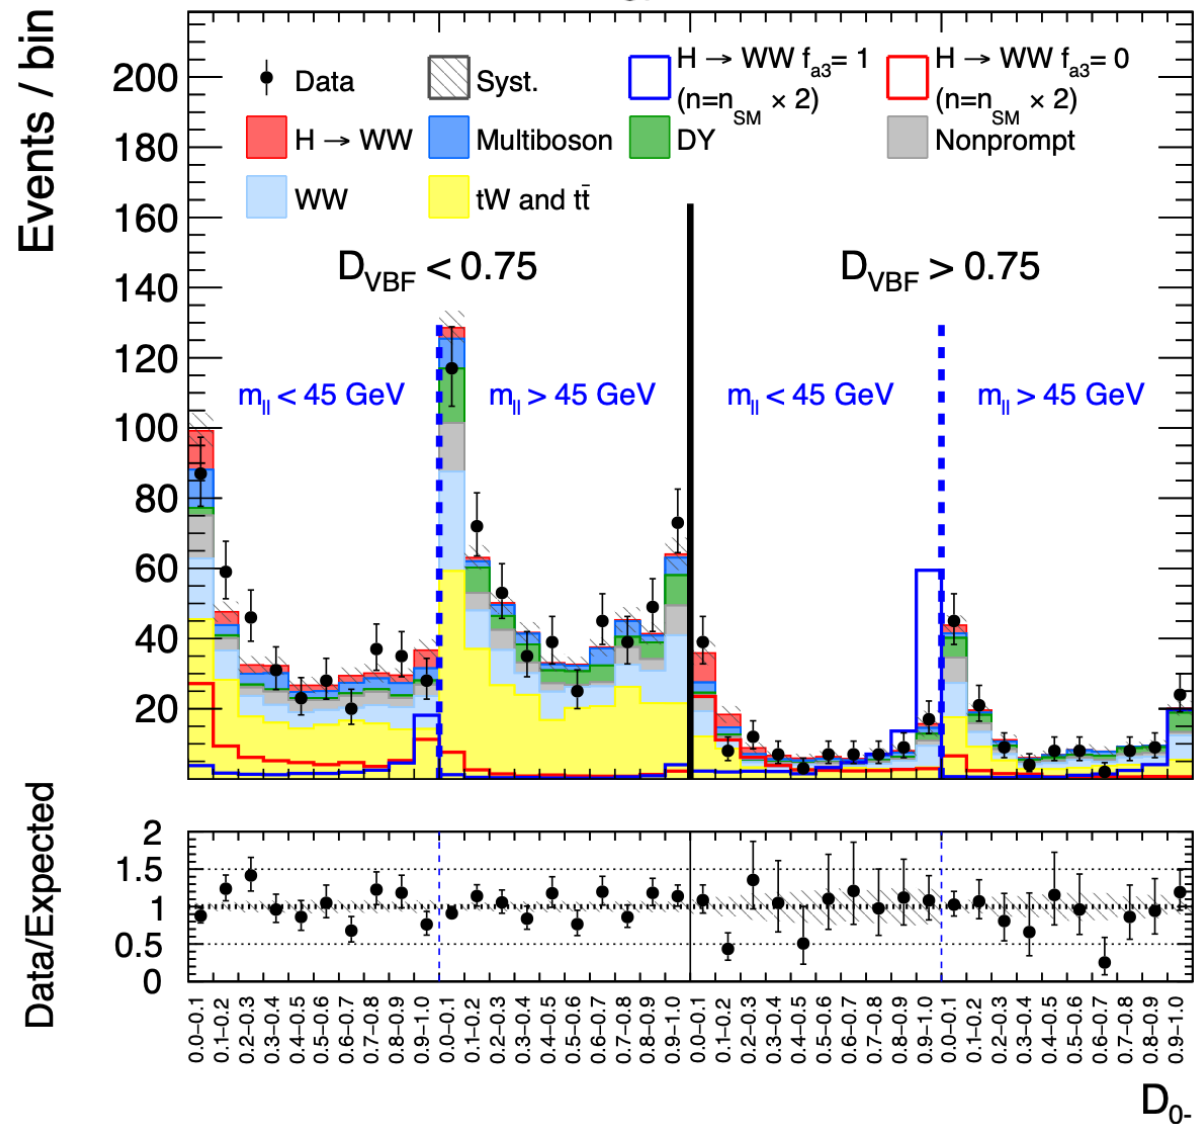 Events / bin
200
180
160
140
120
100
80
60
40
20
Data
Syst.
H → WW f_a3= 1
(n=n_SM × 2)
H → WW f_a3= 0
(n=n_SM × 2)
H → WW
Multiboson
DY
Nonprompt
WW
tW and tt̄
D_VBF < 0.75
D_VBF > 0.75
m_ll < 45 GeV
m_ll > 45 GeV
m_ll < 45 GeV
m_ll > 45 GeV
Data/Expected
2
1.5
1
0.5
0
0.0–0.1
0.1–0.2
0.2–0.3
0.3–0.4
0.4–0.5
0.5–0.6
0.6–0.7
0.7–0.8
0.8–0.9
0.9–1.0
0.0–0.1
0.1–0.2
0.2–0.3
0.3–0.4
0.4–0.5
0.5–0.6
0.6–0.7
0.7–0.8
0.8–0.9
0.9–1.0
0.0–0.1
0.1–0.2
0.2–0.3
0.3–0.4
0.4–0.5
0.5–0.6
0.6–0.7
0.7–0.8
0.8–0.9
0.9–1.0
0.0–0.1
0.1–0.2
0.2–0.3
0.3–0.4
0.4–0.5
0.5–0.6
0.6–0.7
0.7–0.8
0.8–0.9
0.9–1.0
D_0-